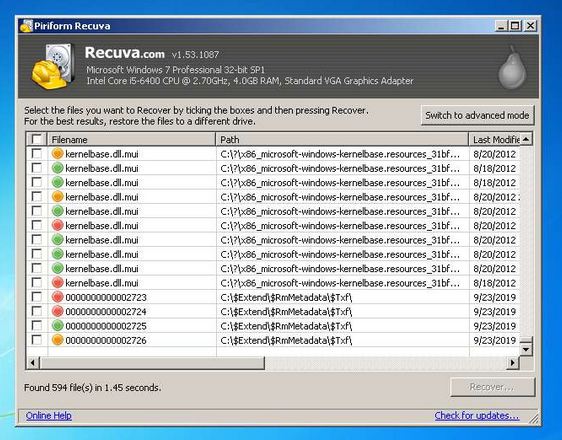 Piriform Recuva
Recuva.com v1.53.1087
Microsoft Windows 7 Professional 32-bit SP1
Intel Core i5-6400 CPU @ 2.70GHz, 4.0GB RAM, Standard VGA Graphics Adapter
Select the files you want to Recover by ticking the boxes and then pressing Recover.
For the best results, restore the files to a different drive.
Switch to advanced mode
Filename Path Last Modifie
kernelbase.dll.mui C:\?\x86_microsoft-windows-kernelbase.resources_31bf... 8/20/2012
kernelbase.dll.mui C:\?\x86_microsoft-windows-kernelbase.resources_31bf... 8/18/2012
kernelbase.dll.mui C:\?\x86_microsoft-windows-kernelbase.resources_31bf... 8/18/2012
kernelbase.dll.mui C:\?\x86_microsoft-windows-kernelbase.resources_31bf... 8/20/2012
kernelbase.dll.mui C:\?\x86_microsoft-windows-kernelbase.resources_31bf... 8/20/2012
kernelbase.dll.mui C:\?\x86_microsoft-windows-kernelbase.resources_31bf... 8/20/2012
kernelbase.dll.mui C:\?\x86_microsoft-windows-kernelbase.resources_31bf... 8/20/2012
kernelbase.dll.mui C:\?\x86_microsoft-windows-kernelbase.resources_31bf... 8/20/2012
kernelbase.dll.mui C:\?\x86_microsoft-windows-kernelbase.resources_31bf... 8/20/2012
kernelbase.dll.mui C:\?\x86_microsoft-windows-kernelbase.resources_31bf... 8/18/2012
0000000000002723 C:\$Extend\$RmMetadata\$Txf\ 9/23/2019
0000000000002724 C:\$Extend\$RmMetadata\$Txf\ 9/23/2019
0000000000002725 C:\$Extend\$RmMetadata\$Txf\ 9/23/2019
0000000000002726 C:\$Extend\$RmMetadata\$Txf\ 9/23/2019
Found 594 file(s) in 1.45 seconds.
Recover...
Online Help
Check for updates...